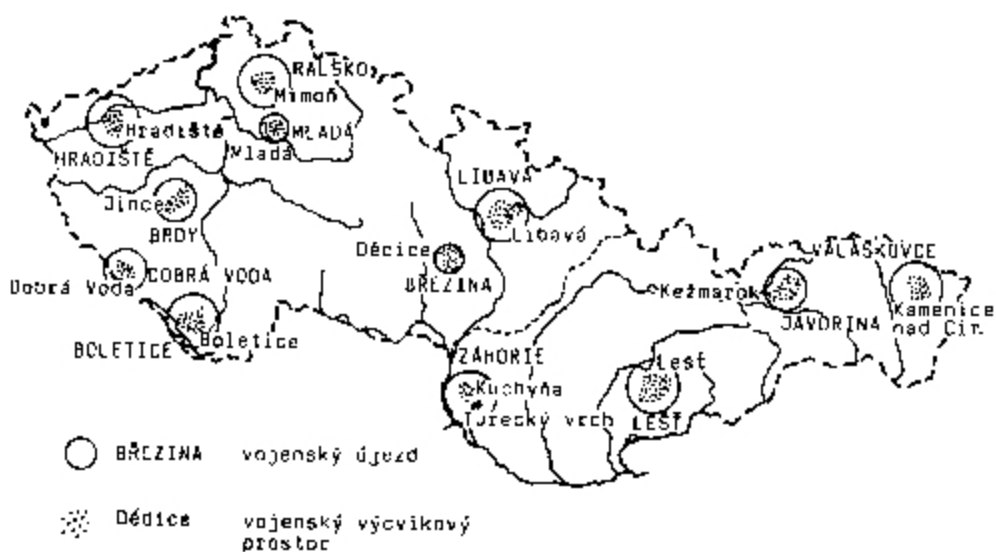 RALSKO
Mimoň
Hradiště
MLADÁ
Mladá
HRADIŠTĚ
LIBAVÁ
Jince
Libavá
BRDY
Dědice
VALAŠKOVCE
DOBRÁ VODA
Dobrá Voda
BŘEZINA
Kežmarok
Kamenice
nad Cir.
JAVORINA
Boletice
BOLETICE
ZÁHORIE
Lešť
Kuchyňa
Turecký vrch
LEŠŤ
BŘEZINA vojenský újezd
Dědice vojenský výcvikový
prostor